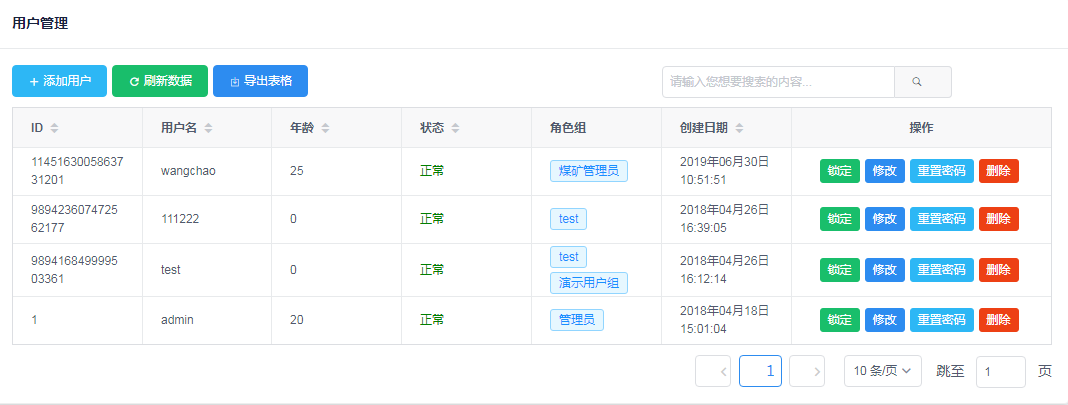 用户管理
添加用户 刷新数据 导出表格 请输入您想要搜索的内容...
ID 用户名 年龄 状态 角色组 创建日期 操作
11451630058637
31201 wangchao 25 正常 煤矿管理员 2019年06月30日
10:51:51 锁定 修改 重置密码 删除
9894236074725
62177 111222 0 正常 test 2018年04月26日
16:39:05 锁定 修改 重置密码 删除
9894168499995
03361 test 0 正常 test
演示用户组 2018年04月26日
16:12:14 锁定 修改 重置密码 删除
1 admin 20 正常 管理员 2018年04月18日
15:01:04 锁定 修改 重置密码 删除
1 10 条/页 跳至 1 页